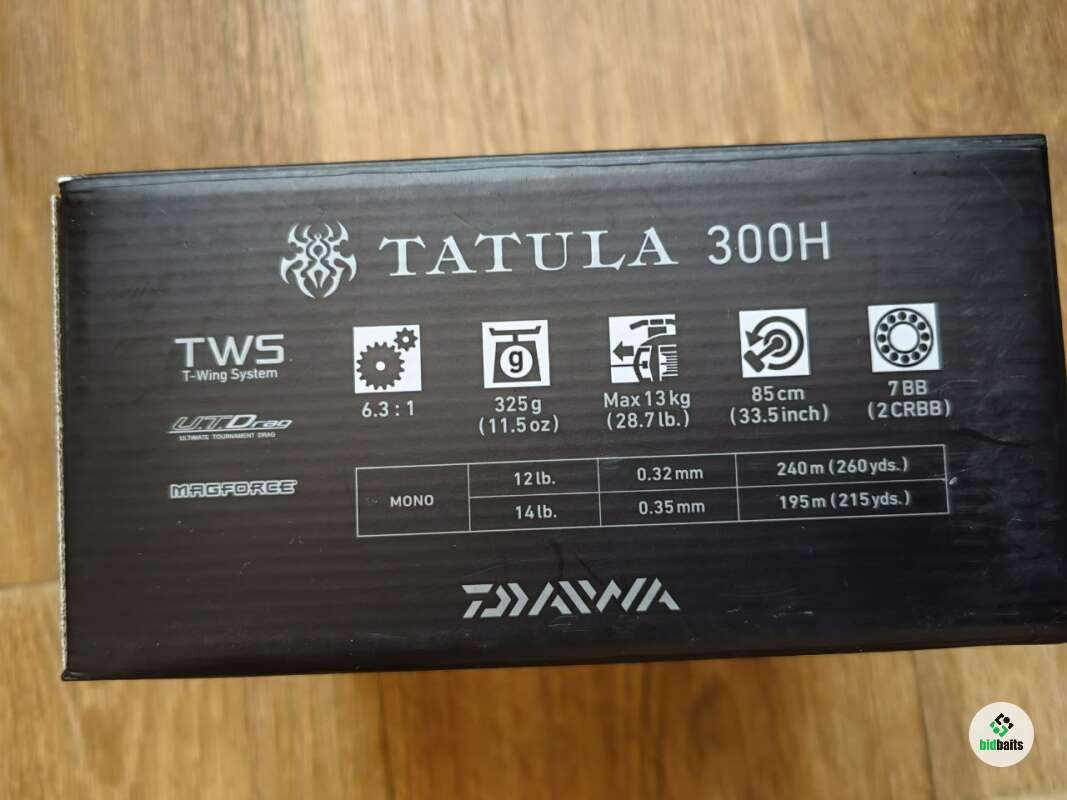 TATULA 300H
TWS
T-Wing System
UTDrag
ULTIMATE TOURNAMENT DRAG
MAGFORCE
6.3 : 1
g
325g
(11.5oz)
Max 13kg
(28.7lb.)
85cm
(33.5inch)
7BB
(2CRBB)
MONO
12lb. 0.32mm 240m (260yds.)
14lb. 0.35mm 195m (215yds.)
DAIWA
bidbaits